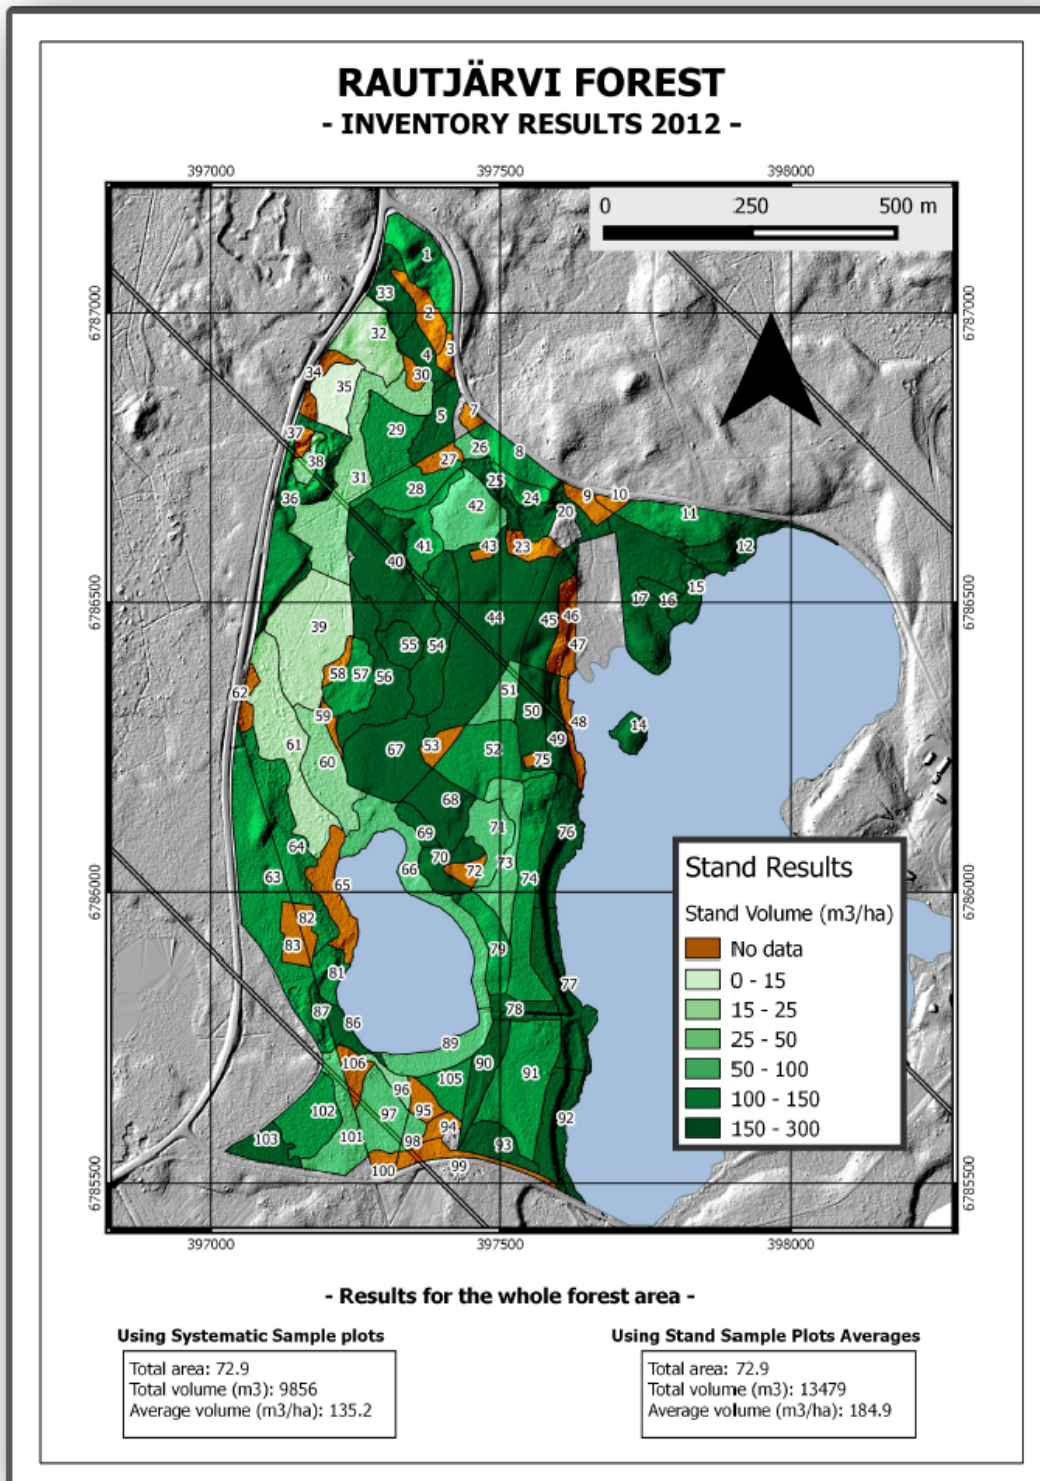 RAUTJÄRVI FOREST
- INVENTORY RESULTS 2012 -
397000 397500 398000
0 250 500 m
6787000 6787000
6786500 6786500
6786000 6786000
6785500 6785500
1
33
2
32
3
4
34 30
35
7
5
37 29
26 8
38 27
31 25
28 24 9 10
36 42 20 11
41 43 23 12
40
15
17 16
39 44 45 46
55 54 47
58 57 56
62 51
59 50 48 14
61 53 52 49
60 67 75
68
71 76
69
64 70 73
66 72 74
63 65
82
83 79
81 77
87 86 78
89
106 90
105 91
96
102 97 95 92
94
103 101 98 93
100 99
Stand Results
Stand Volume (m3/ha)
No data
0 - 15
15 - 25
25 - 50
50 - 100
100 - 150
150 - 300
397000 397500 398000
- Results for the whole forest area -
Using Systematic Sample plots
Total area: 72.9
Total volume (m3): 9856
Average volume (m3/ha): 135.2
Using Stand Sample Plots Averages
Total area: 72.9
Total volume (m3): 13479
Average volume (m3/ha): 184.9